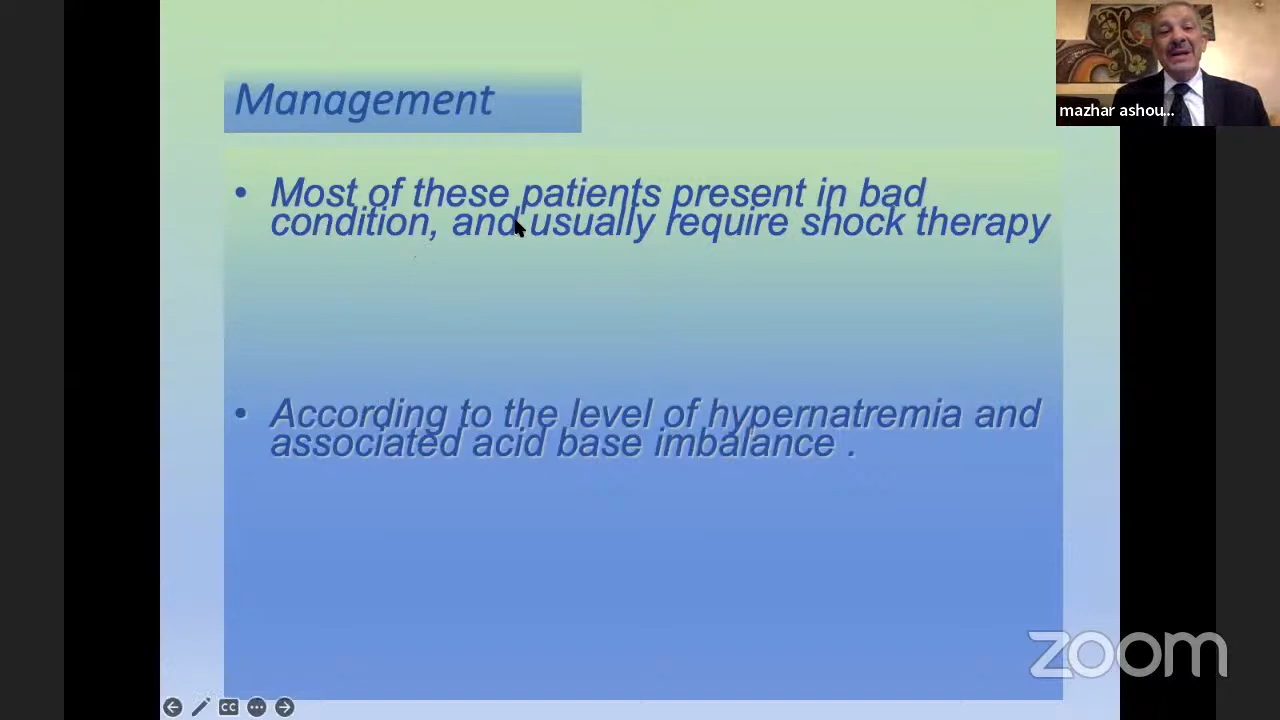 Management
mazhar ashou...
• Most of these patients present in bad
condition, and usually require shock therapy
• According to the level of hypernatremia and
associated acid base imbalance .
zoom
CC